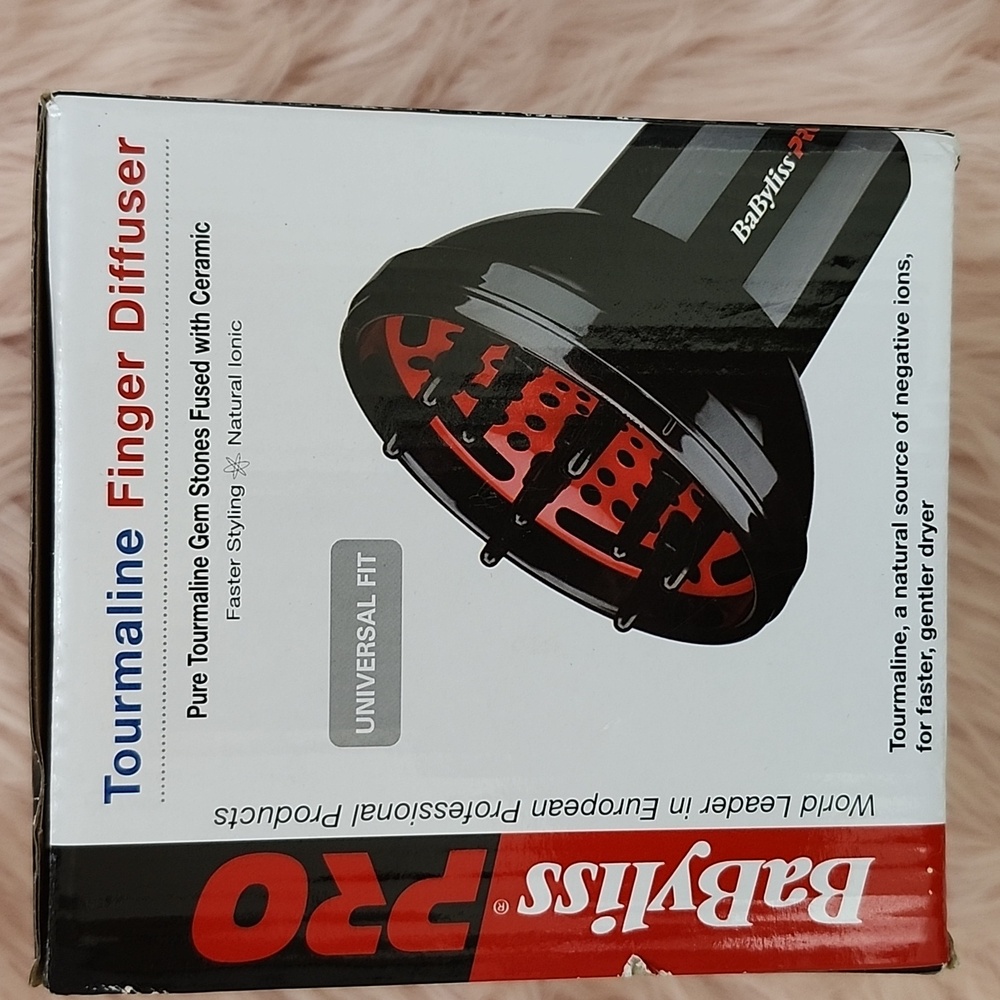 Tourmaline Finger Diffuser
Pure Tourmaline Gem Stones Fused with Ceramic
Faster Styling Natural Ionic
UNIVERSAL FIT
BaByliss PRO
Tourmaline, a natural source of negative ions,
for faster, gentler dryer
BaByliss® PRO
World Leader in European Professional Products